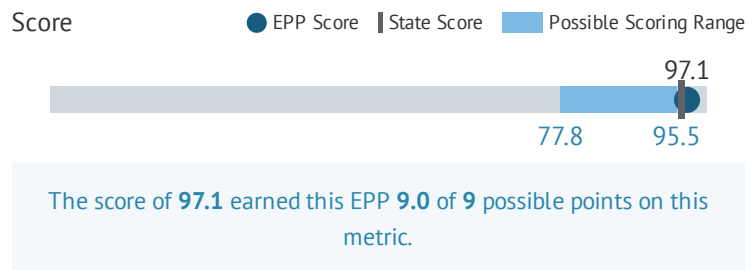 Score EPP Score State Score Possible Scoring Range
97.1
77.8 95.5
The score of 97.1 earned this EPP 9.0 of 9 possible points on this
metric.